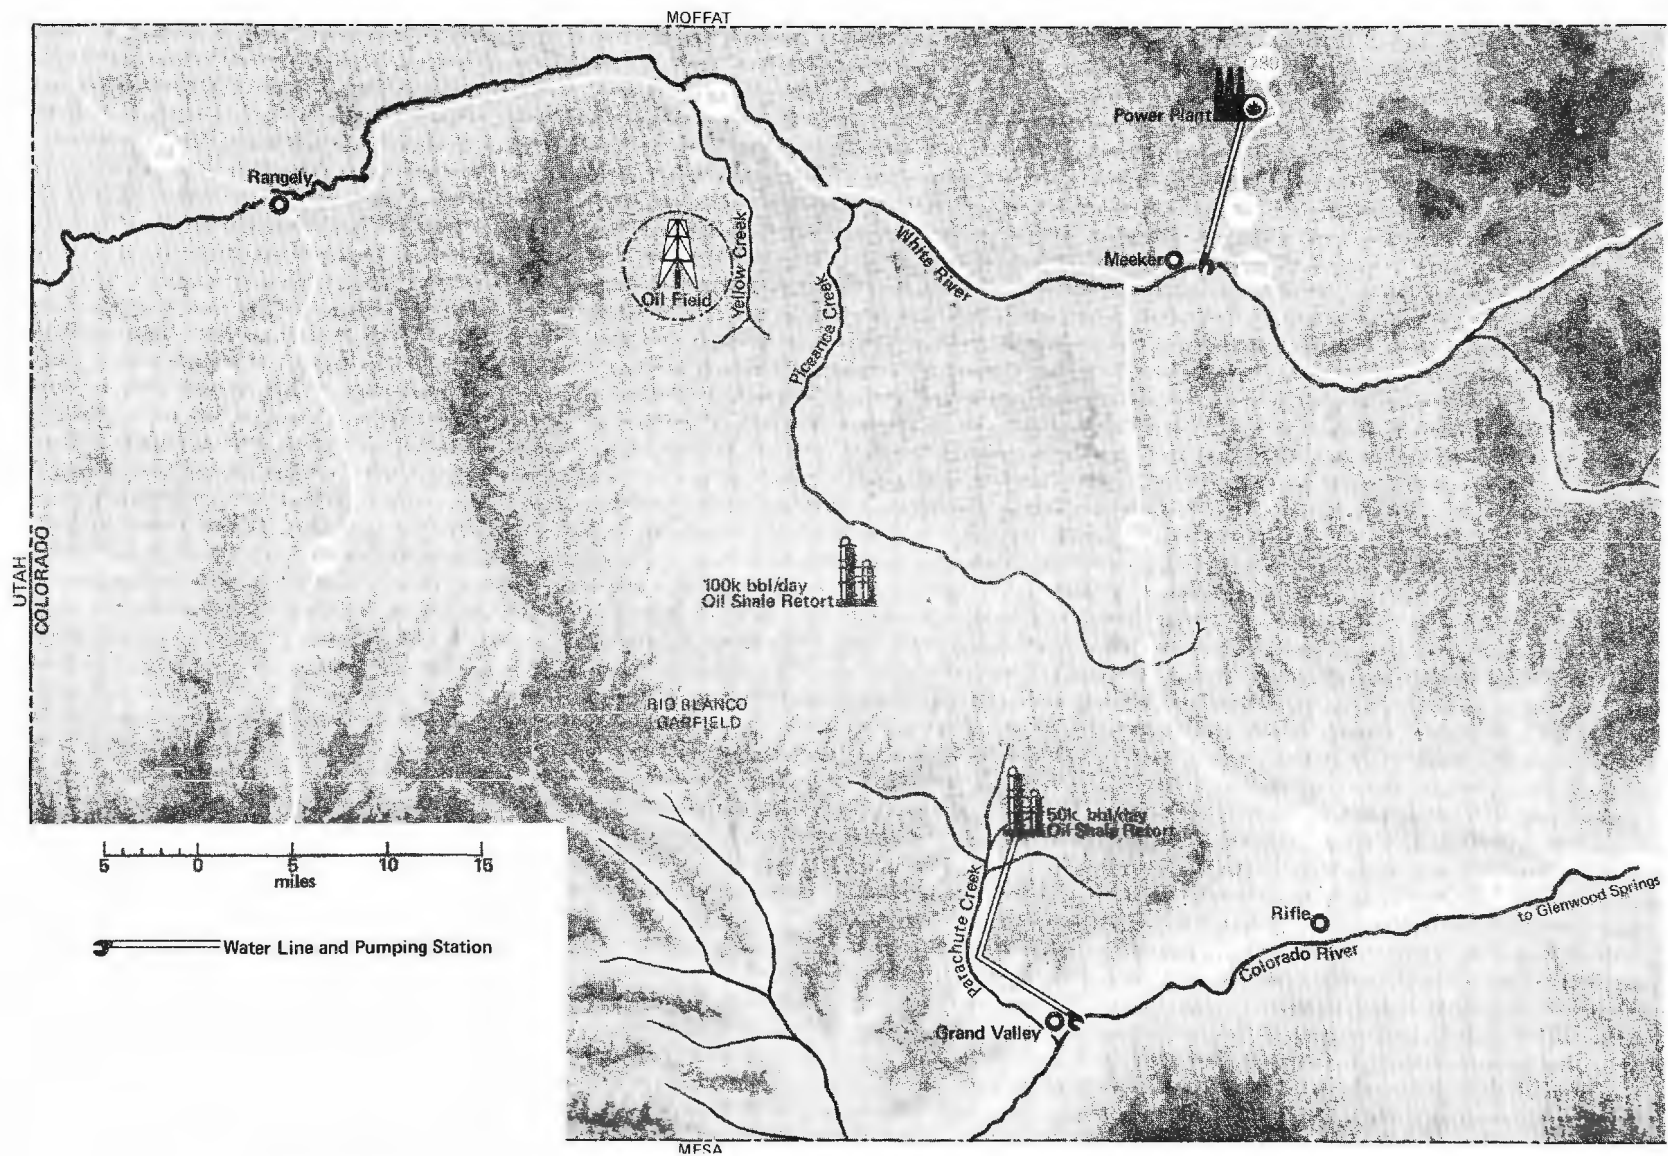 MOFFAT
280
Power Plant
Rangely
White River
Meeker
Yellow Creek
Oil Field
Piceance Creek
UTAH
COLORADO
100k bbl/day
Oil Shale Retort
RIO BLANCO
GARFIELD
50k bbl/day
Oil Shale Retort
5 0 5 10 15
miles
Parachute Creek
Rifle
to Glenwood Springs
Colorado River
Water Line and Pumping Station
Grand Valley
MESA